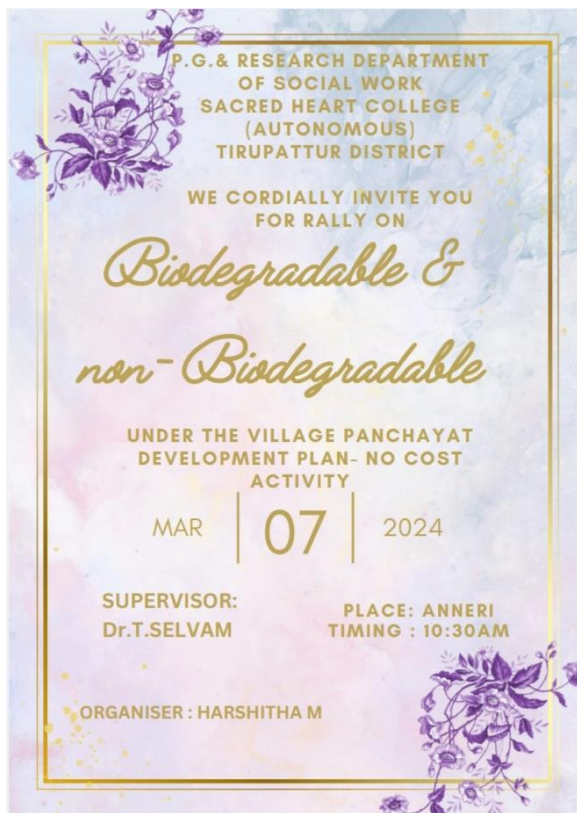 P.G.& RESEARCH DEPARTMENT
OF SOCIAL WORK
SACRED HEART COLLEGE
(AUTONOMOUS)
TIRUPATTUR DISTRICT
WE CORDIALLY INVITE YOU
FOR RALLY ON
Biodegradable &
non-Biodegradable
UNDER THE VILLAGE PANCHAYAT
DEVELOPMENT PLAN- NO COST
ACTIVITY
MAR 07 2024
SUPERVISOR:
Dr.T.SELVAM
PLACE: ANNERI
TIMING : 10:30AM
ORGANISER : HARSHITHA M